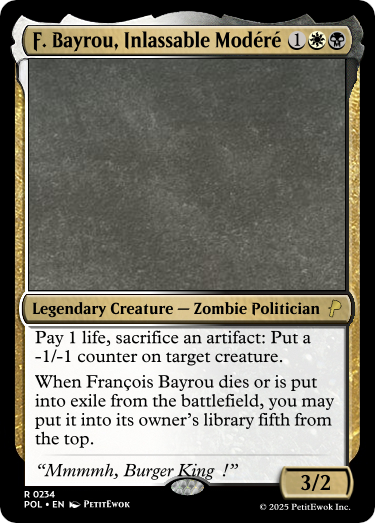 F. Bayrou, Inlassable Modéré 1
Legendary Creature — Zombie Politician
Pay 1 life, sacrifice an artifact: Put a
-1/-1 counter on target creature.
When François Bayrou dies or is put
into exile from the battlefield, you may
put it into its owner's library fifth from
the top.
“Mmmmh, Burger King !”
3/2
R 0234
POL • EN PetitEwok
© 2025 PetitEwok Inc.